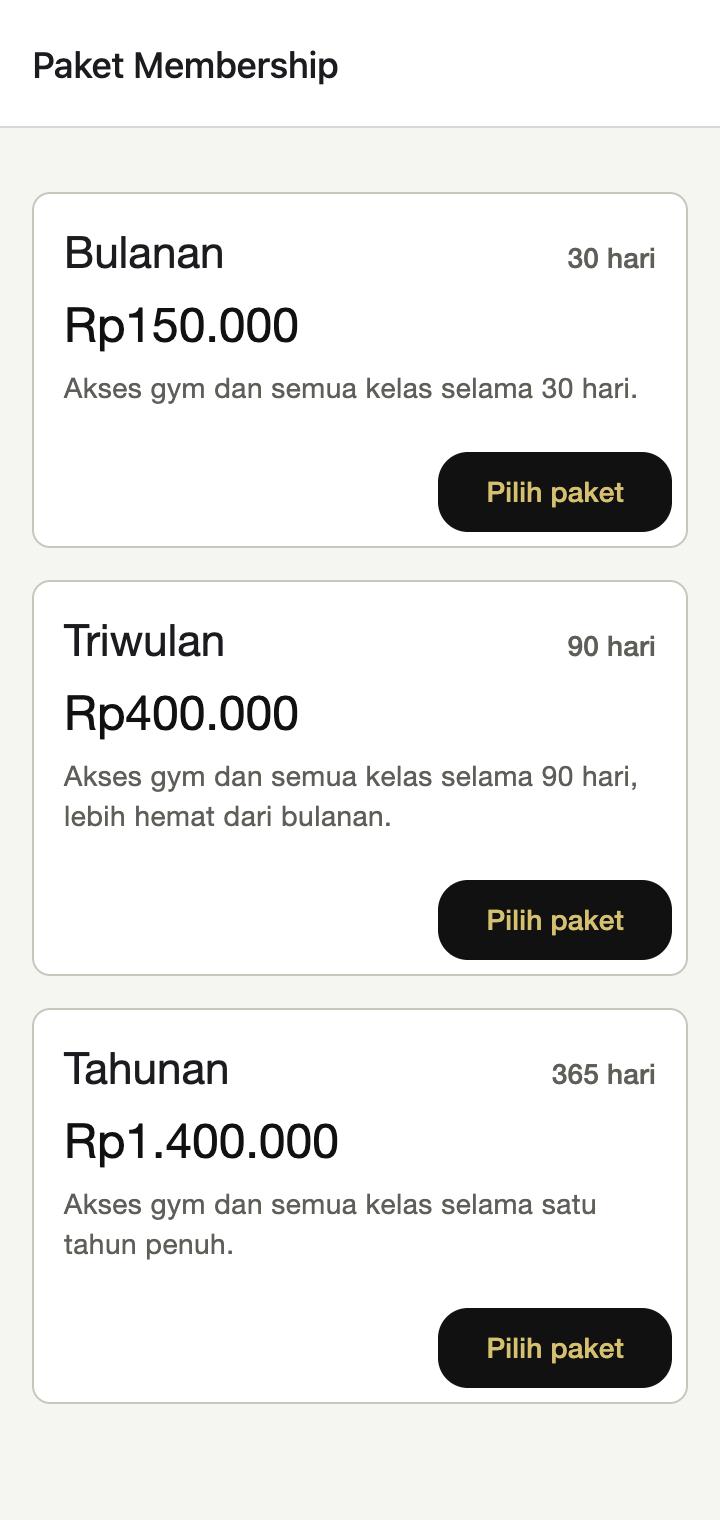 Paket Membership
Bulanan
30 hari
Rp150.000
Akses gym dan semua kelas selama 30 hari.
Pilih paket
Triwulan
90 hari
Rp400.000
Akses gym dan semua kelas selama 90 hari,
lebih hemat dari bulanan.
Pilih paket
Tahunan
365 hari
Rp1.400.000
Akses gym dan semua kelas selama satu
tahun penuh.
Pilih paket